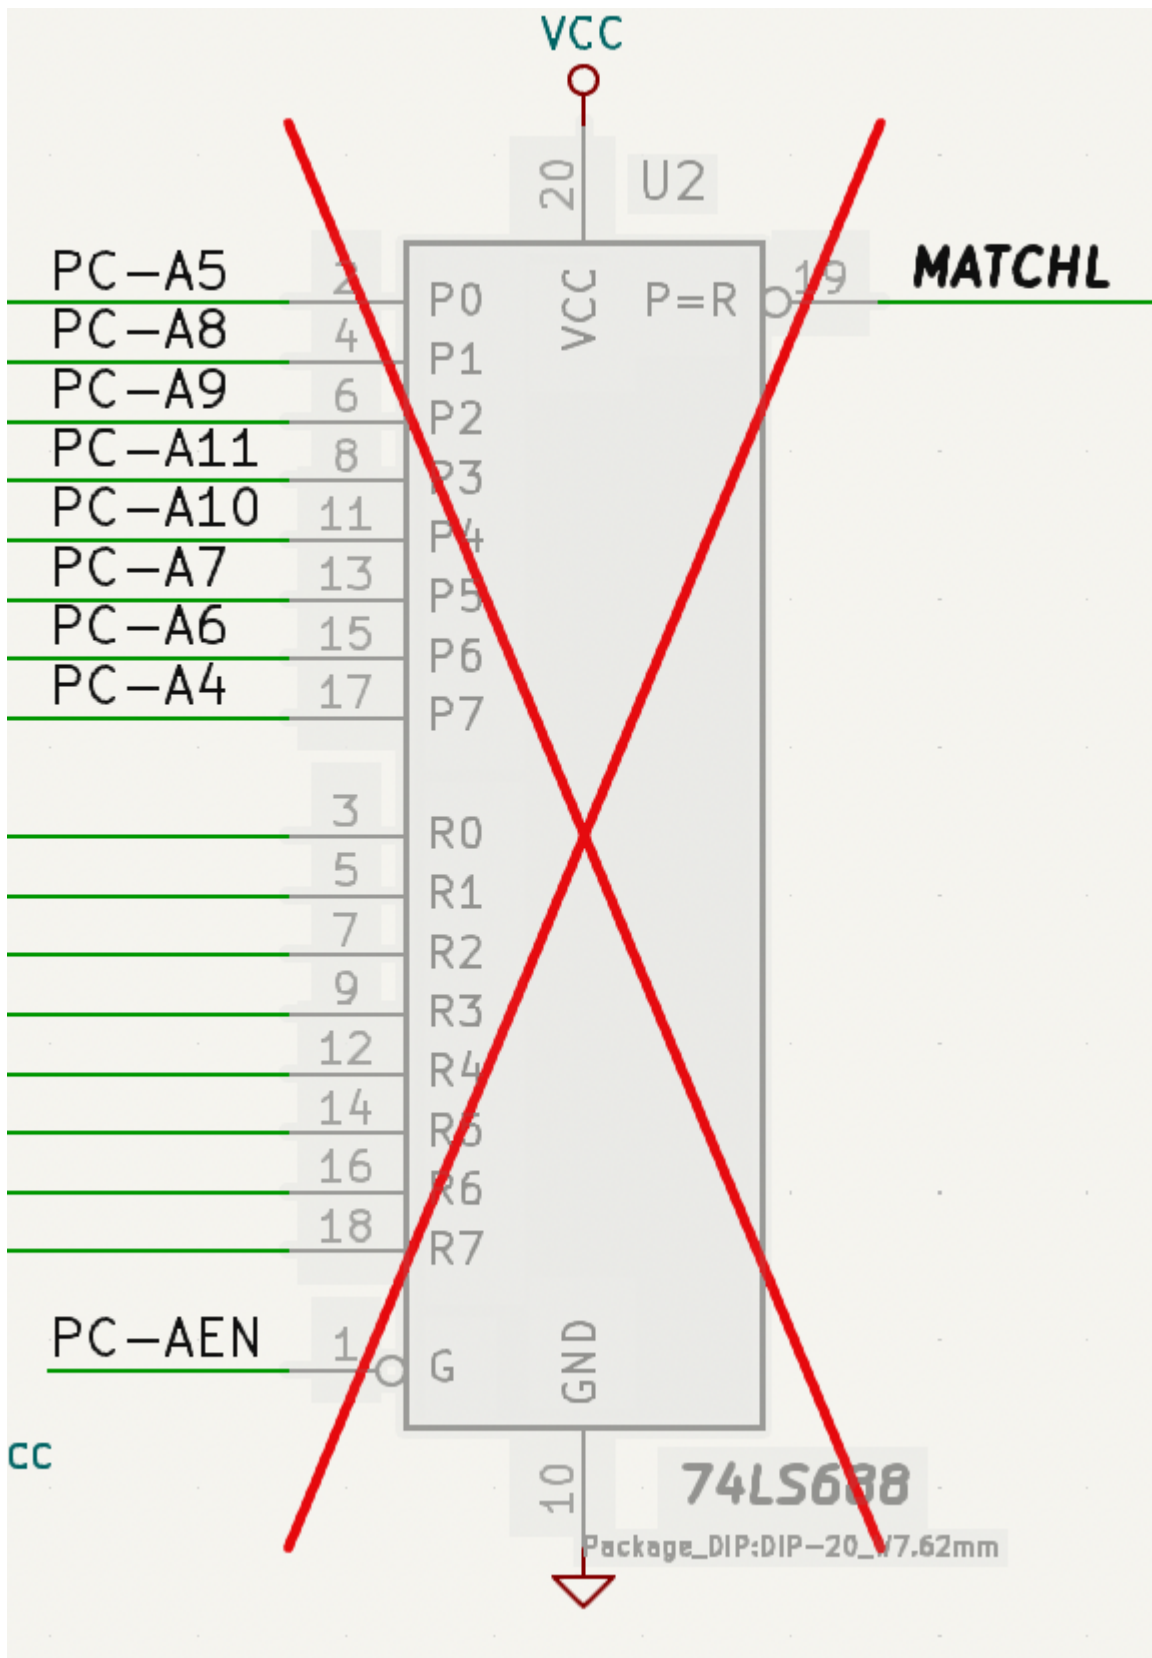 VCC
20
U2
PC-A5
2
P0
VCC
P=R
19
MATCHL
PC-A8
4
P1
PC-A9
6
P2
PC-A11
8
P3
PC-A10
11
P4
PC-A7
13
P5
PC-A6
15
P6
PC-A4
17
P7
3
R0
5
R1
7
R2
9
R3
12
R4
14
R5
16
R6
18
R7
PC-AEN
1
G
GND
CC
10
74LS688
Package_DIP:DIP-20_W7.62mm